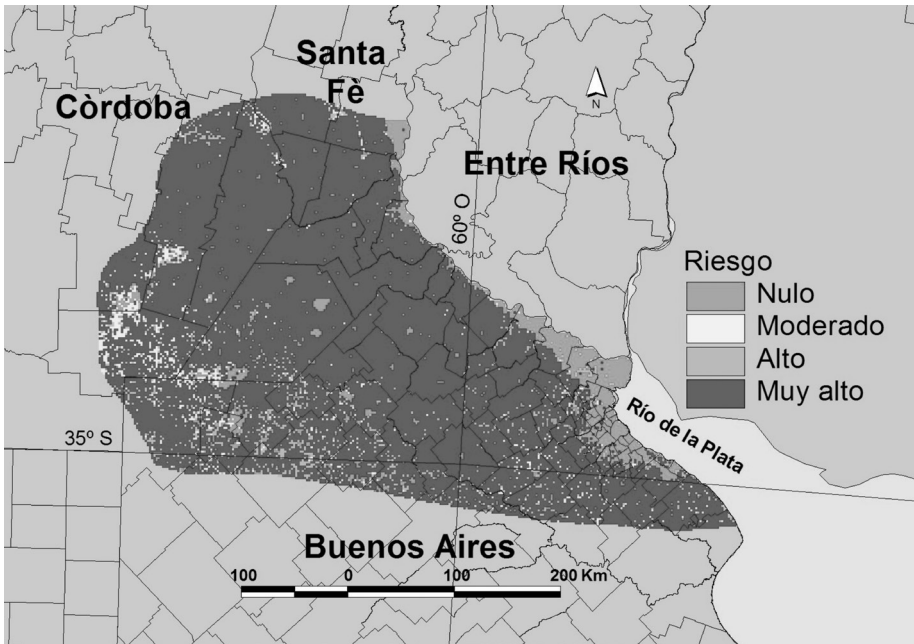 Santa
Fè
Còrdoba
N
Entre Ríos
60º O
Riesgo
Nulo
Moderado
Alto
Muy alto
Río de la Plata
35º S
Buenos Aires
100 0 100 200 Km